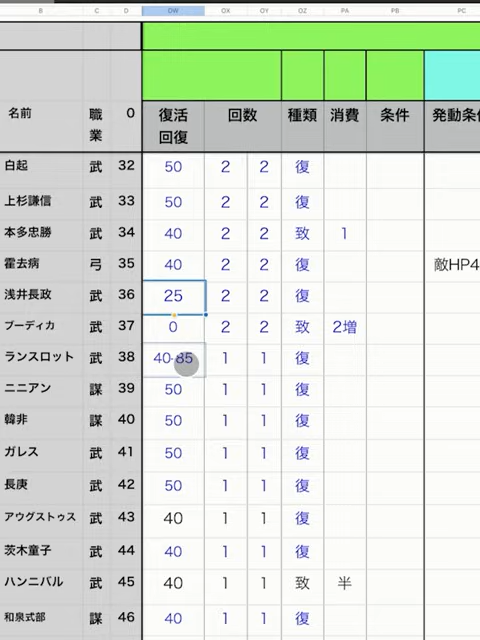 B C D OW OX OY OZ PA PB PC
名前 職業 0 復活回復 回数 種類 消費 条件 発動条件
白起 武 32 50 2 2 復
上杉謙信 武 33 50 2 2 復
本多忠勝 武 34 40 2 2 致 1
霍去病 弓 35 40 2 2 復 敵HP4
浅井長政 武 36 25 2 2 復
ブーディカ 武 37 0 2 2 致 2増
ランスロット 武 38 40-85 1 1 復
ニニアン 謀 39 50 1 1 復
韓非 謀 40 50 1 1 復
ガレス 武 41 50 1 1 復
長庚 武 42 50 1 1 復
アウグストゥス 武 43 40 1 1 復
茨木童子 武 44 40 1 1 復
ハンニバル 武 45 40 1 1 致 半
和泉式部 謀 46 40 1 1 復